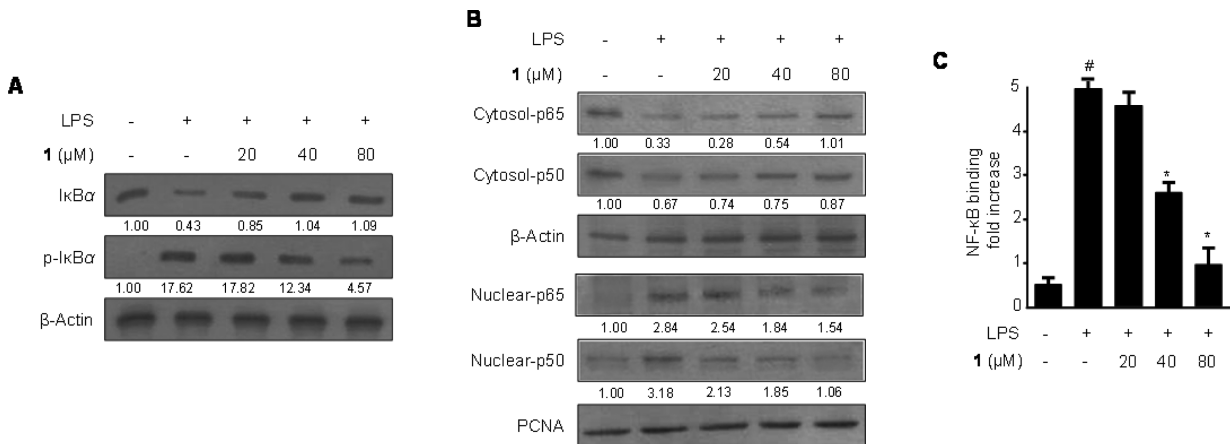 A
LPS - + + + +
1 (μM) - - 20 40 80
IκBα
1.00 0.43 0.85 1.04 1.09
p-IκBα
1.00 17.62 17.82 12.34 4.57
β-Actin
B
LPS - + + + +
1 (μM) - - 20 40 80
Cytosol-p65
1.00 0.33 0.28 0.54 1.01
Cytosol-p50
1.00 0.67 0.74 0.75 0.87
β-Actin
Nuclear-p65
1.00 2.84 2.54 1.84 1.54
Nuclear-p50
1.00 3.18 2.13 1.85 1.06
PCNA
C
NF-κB binding
fold increase
5
4
3
2
1
0
#
*
*
LPS - + + + +
1 (μM) - - 20 40 80